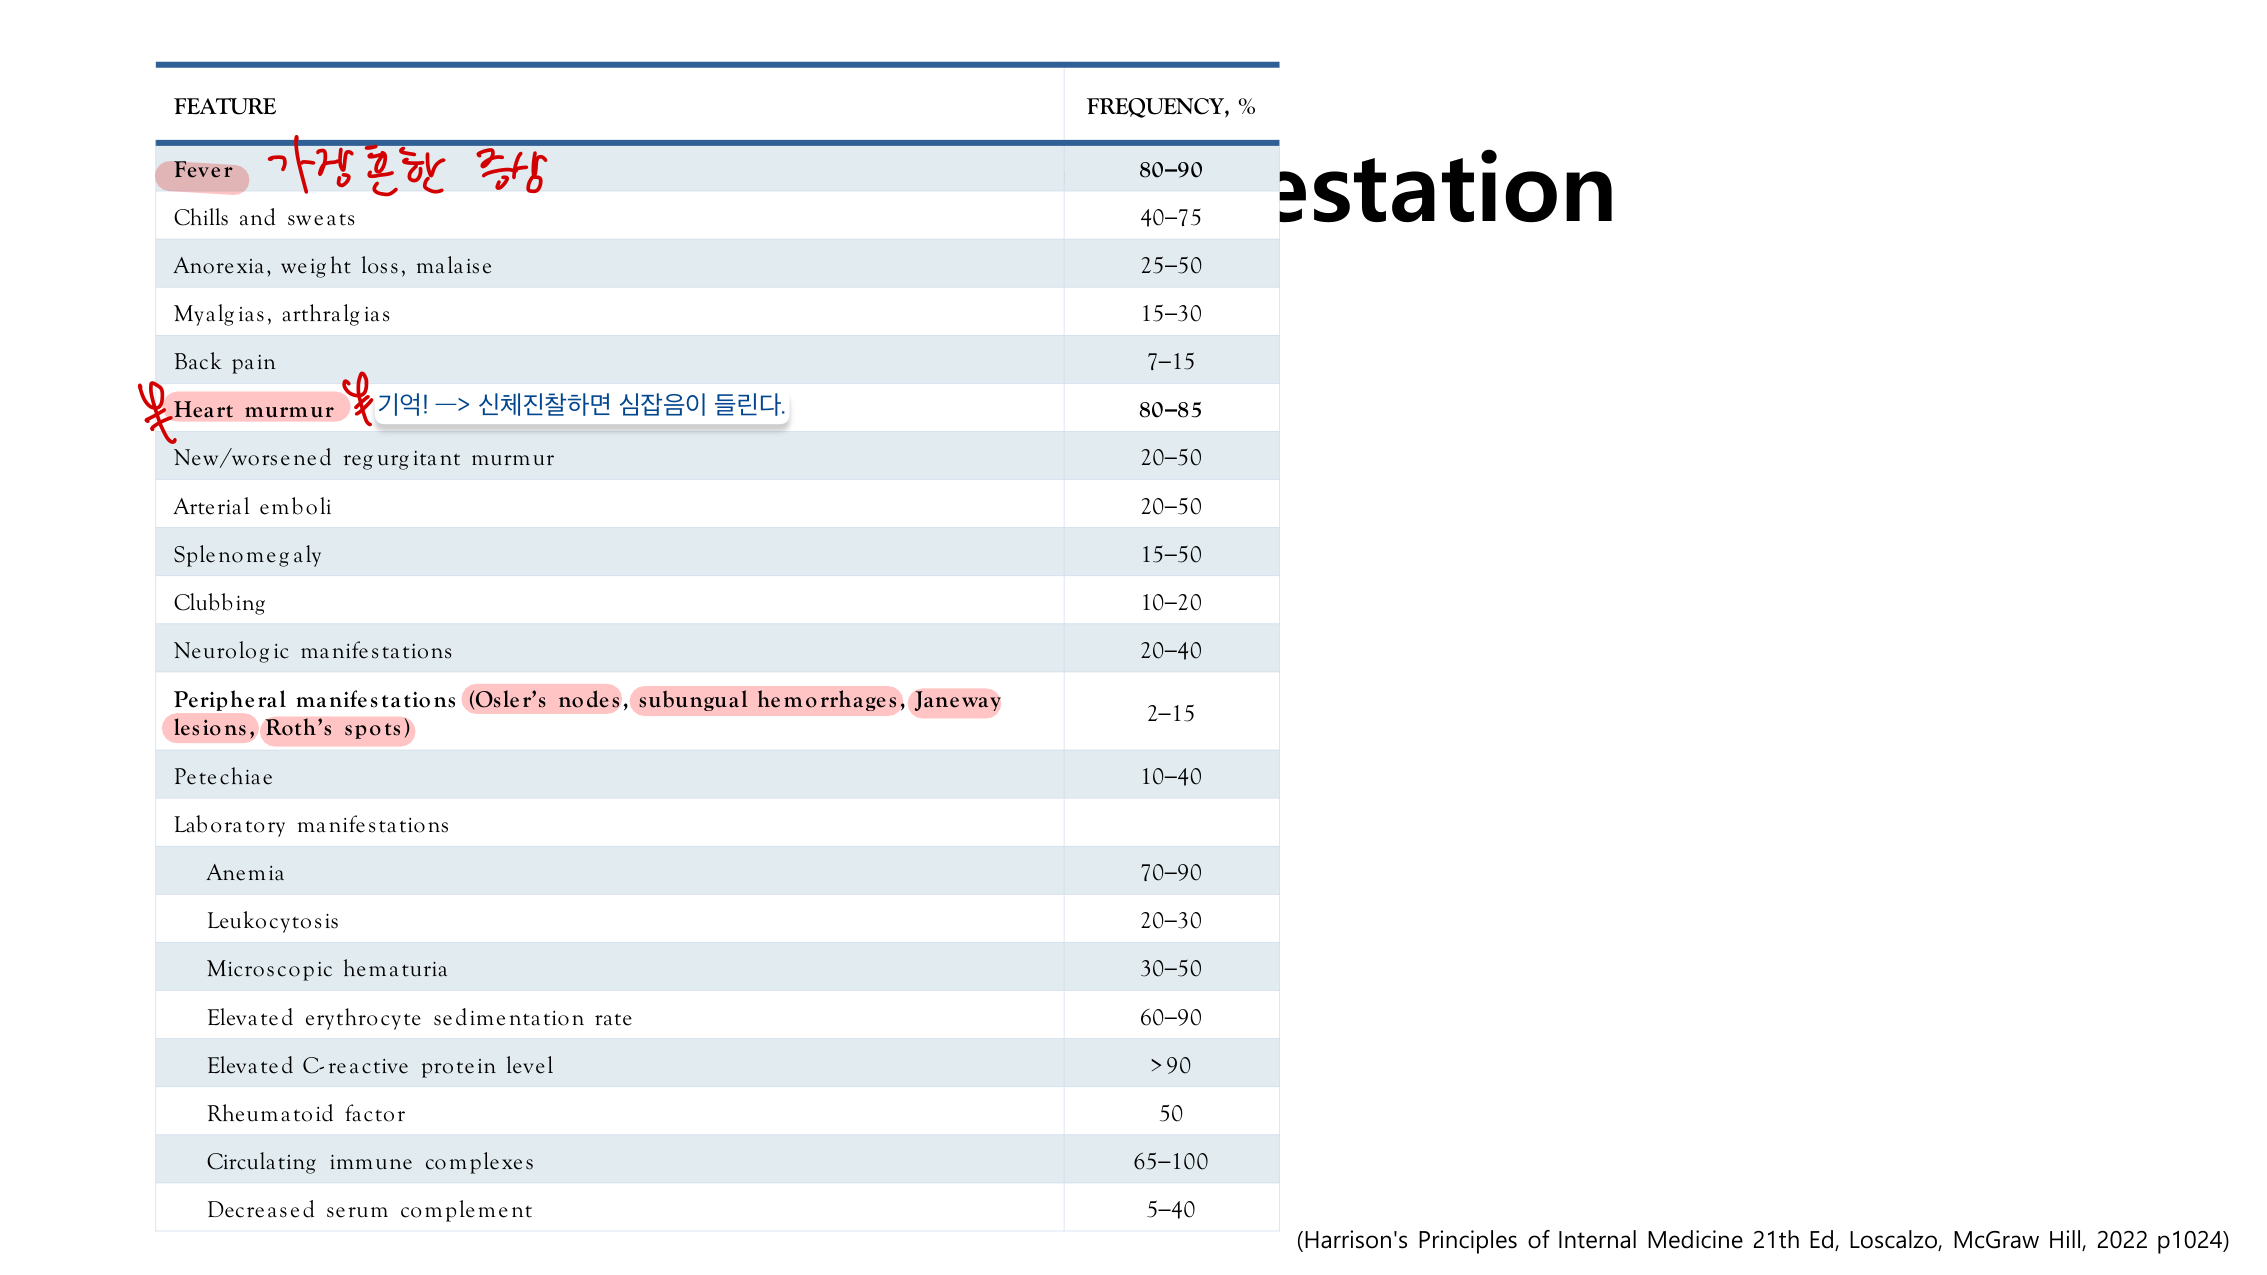 FEATURE FREQUENCY, %
estation
Fever 가장 흔한 증상 80–90
Chills and sweats 40–75
Anorexia, weight loss, malaise 25–50
Myalgias, arthralgias 15–30
Back pain 7–15
Heart murmur 기억! —> 신체진찰하면 심잡음이 들린다. 80–85
New/worsened regurgitant murmur 20–50
Arterial emboli 20–50
Splenomegaly 15–50
Clubbing 10–20
Neurologic manifestations 20–40
Peripheral manifestations (Osler’s nodes, subungual hemorrhages, Janeway
lesions, Roth’s spots) 2–15
Petechiae 10–40
Laboratory manifestations
Anemia 70–90
Leukocytosis 20–30
Microscopic hematuria 30–50
Elevated erythrocyte sedimentation rate 60–90
Elevated C-reactive protein level >90
Rheumatoid factor 50
Circulating immune complexes 65–100
Decreased serum complement 5–40
(Harrison's Principles of Internal Medicine 21th Ed, Loscalzo, McGraw Hill, 2022 p1024)